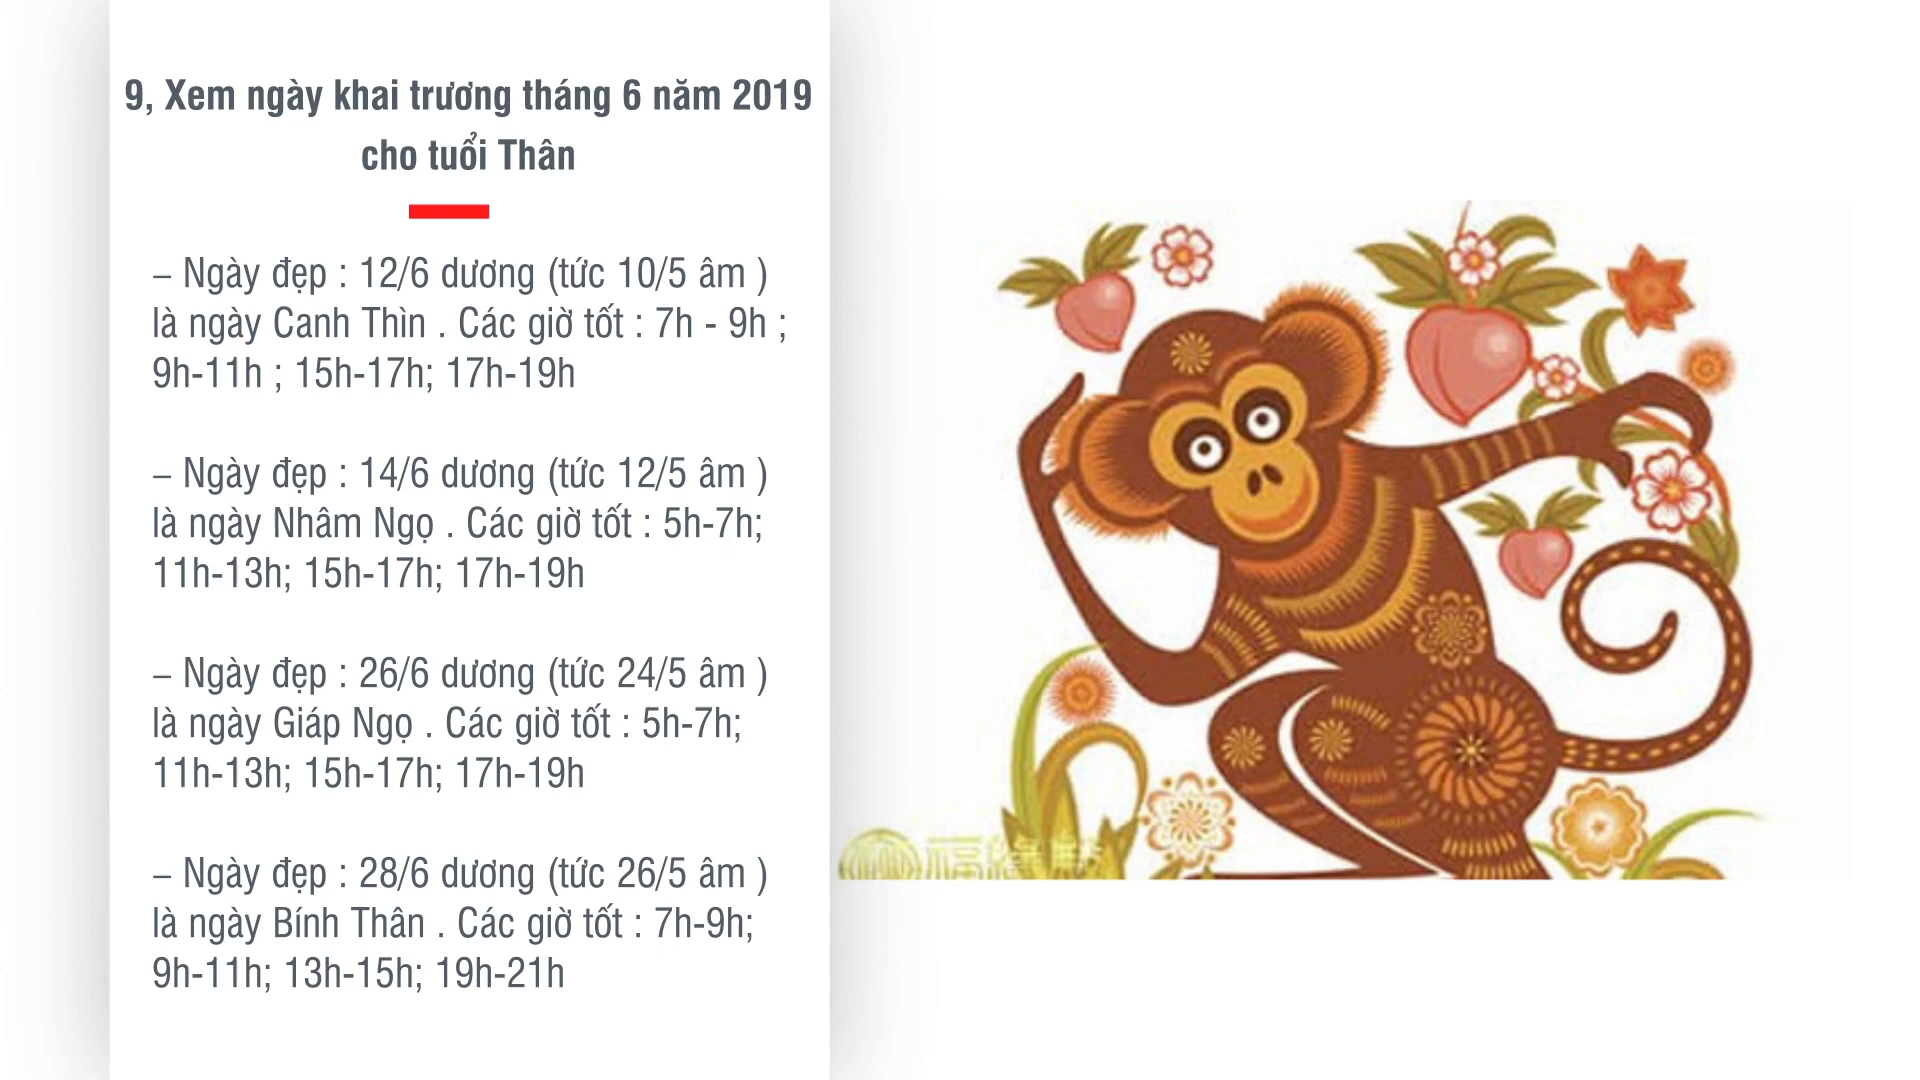 9, Xem ngày khai trương tháng 6 năm 2019
cho tuổi Thân
– Ngày đẹp : 12/6 dương (tức 10/5 âm )
là ngày Canh Thìn . Các giờ tốt : 7h - 9h ;
9h-11h ; 15h-17h; 17h-19h
– Ngày đẹp : 14/6 dương (tức 12/5 âm )
là ngày Nhâm Ngọ . Các giờ tốt : 5h-7h;
11h-13h; 15h-17h; 17h-19h
– Ngày đẹp : 26/6 dương (tức 24/5 âm )
là ngày Giáp Ngọ . Các giờ tốt : 5h-7h;
11h-13h; 15h-17h; 17h-19h
– Ngày đẹp : 28/6 dương (tức 26/5 âm )
là ngày Bính Thân . Các giờ tốt : 7h-9h;
9h-11h; 13h-15h; 19h-21h